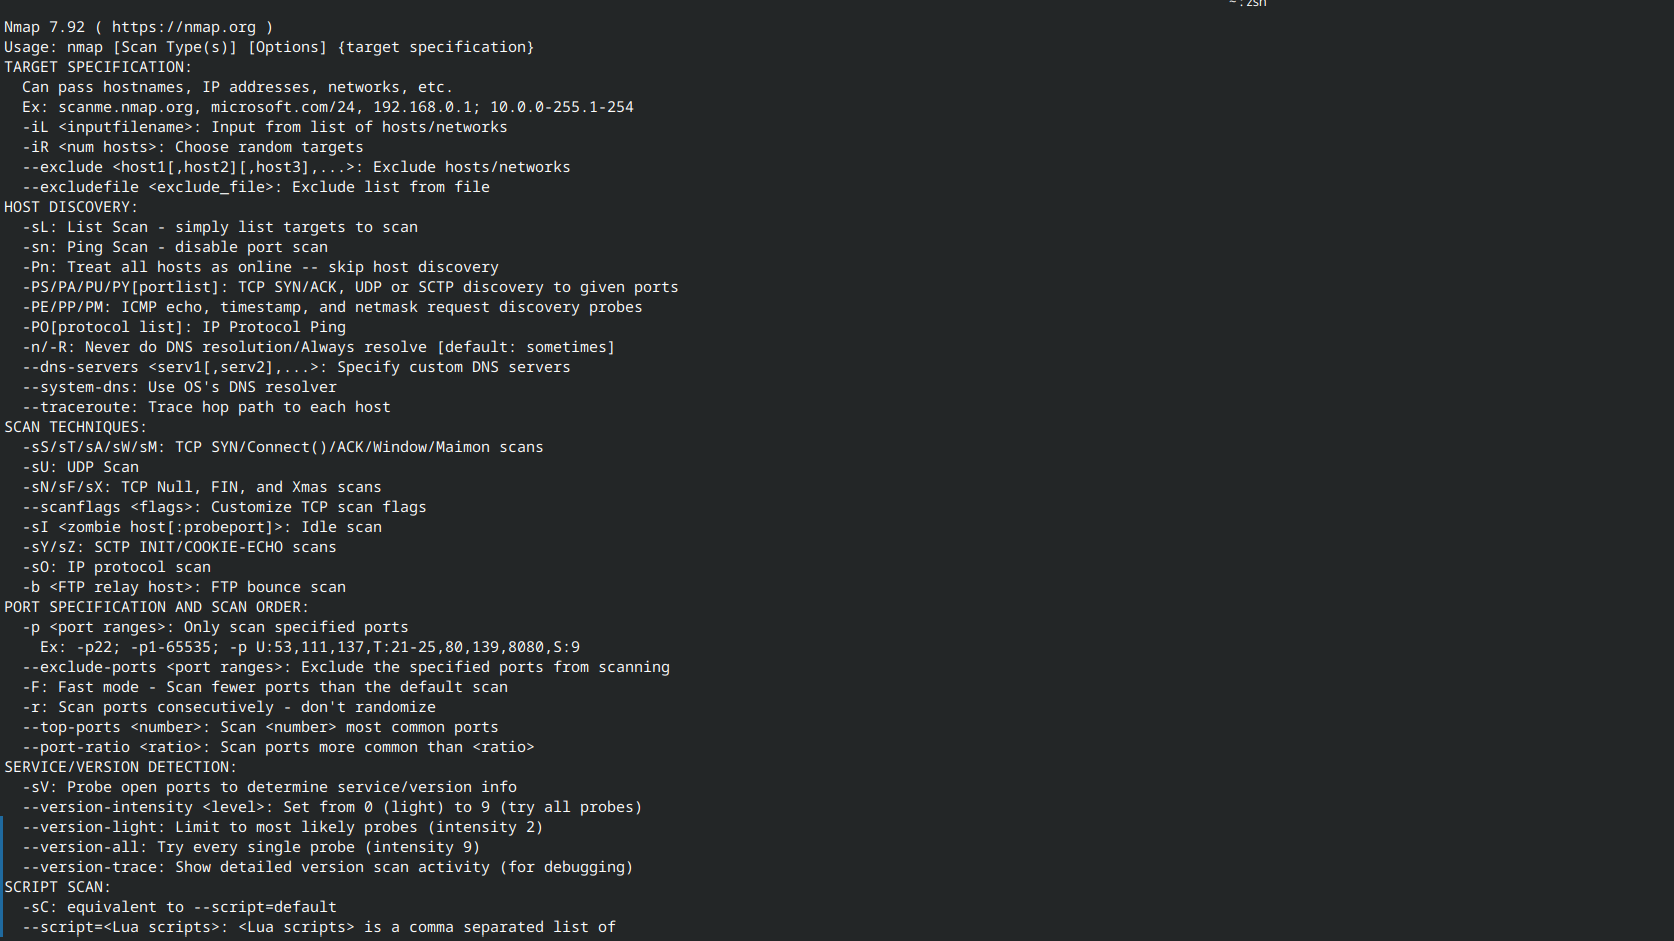 ~ : zsh
Nmap 7.92 ( https://nmap.org )
Usage: nmap [Scan Type(s)] [Options] {target specification}
TARGET SPECIFICATION:
  Can pass hostnames, IP addresses, networks, etc.
  Ex: scanme.nmap.org, microsoft.com/24, 192.168.0.1; 10.0.0-255.1-254
  -iL <inputfilename>: Input from list of hosts/networks
  -iR <num hosts>: Choose random targets
  --exclude <host1[,host2][,host3],...>: Exclude hosts/networks
  --excludefile <exclude_file>: Exclude list from file
HOST DISCOVERY:
  -sL: List Scan - simply list targets to scan
  -sn: Ping Scan - disable port scan
  -Pn: Treat all hosts as online -- skip host discovery
  -PS/PA/PU/PY[portlist]: TCP SYN/ACK, UDP or SCTP discovery to given ports
  -PE/PP/PM: ICMP echo, timestamp, and netmask request discovery probes
  -PO[protocol list]: IP Protocol Ping
  -n/-R: Never do DNS resolution/Always resolve [default: sometimes]
  --dns-servers <serv1[,serv2],...>: Specify custom DNS servers
  --system-dns: Use OS's DNS resolver
  --traceroute: Trace hop path to each host
SCAN TECHNIQUES:
  -sS/sT/sA/sW/sM: TCP SYN/Connect()/ACK/Window/Maimon scans
  -sU: UDP Scan
  -sN/sF/sX: TCP Null, FIN, and Xmas scans
  --scanflags <flags>: Customize TCP scan flags
  -sI <zombie host[:probeport]>: Idle scan
  -sY/sZ: SCTP INIT/COOKIE-ECHO scans
  -sO: IP protocol scan
  -b <FTP relay host>: FTP bounce scan
PORT SPECIFICATION AND SCAN ORDER:
  -p <port ranges>: Only scan specified ports
    Ex: -p22; -p1-65535; -p U:53,111,137,T:21-25,80,139,8080,S:9
  --exclude-ports <port ranges>: Exclude the specified ports from scanning
  -F: Fast mode - Scan fewer ports than the default scan
  -r: Scan ports consecutively - don't randomize
  --top-ports <number>: Scan <number> most common ports
  --port-ratio <ratio>: Scan ports more common than <ratio>
SERVICE/VERSION DETECTION:
  -sV: Probe open ports to determine service/version info
  --version-intensity <level>: Set from 0 (light) to 9 (try all probes)
  --version-light: Limit to most likely probes (intensity 2)
  --version-all: Try every single probe (intensity 9)
  --version-trace: Show detailed version scan activity (for debugging)
SCRIPT SCAN:
  -sC: equivalent to --script=default
  --script=<Lua scripts>: <Lua scripts> is a comma separated list of